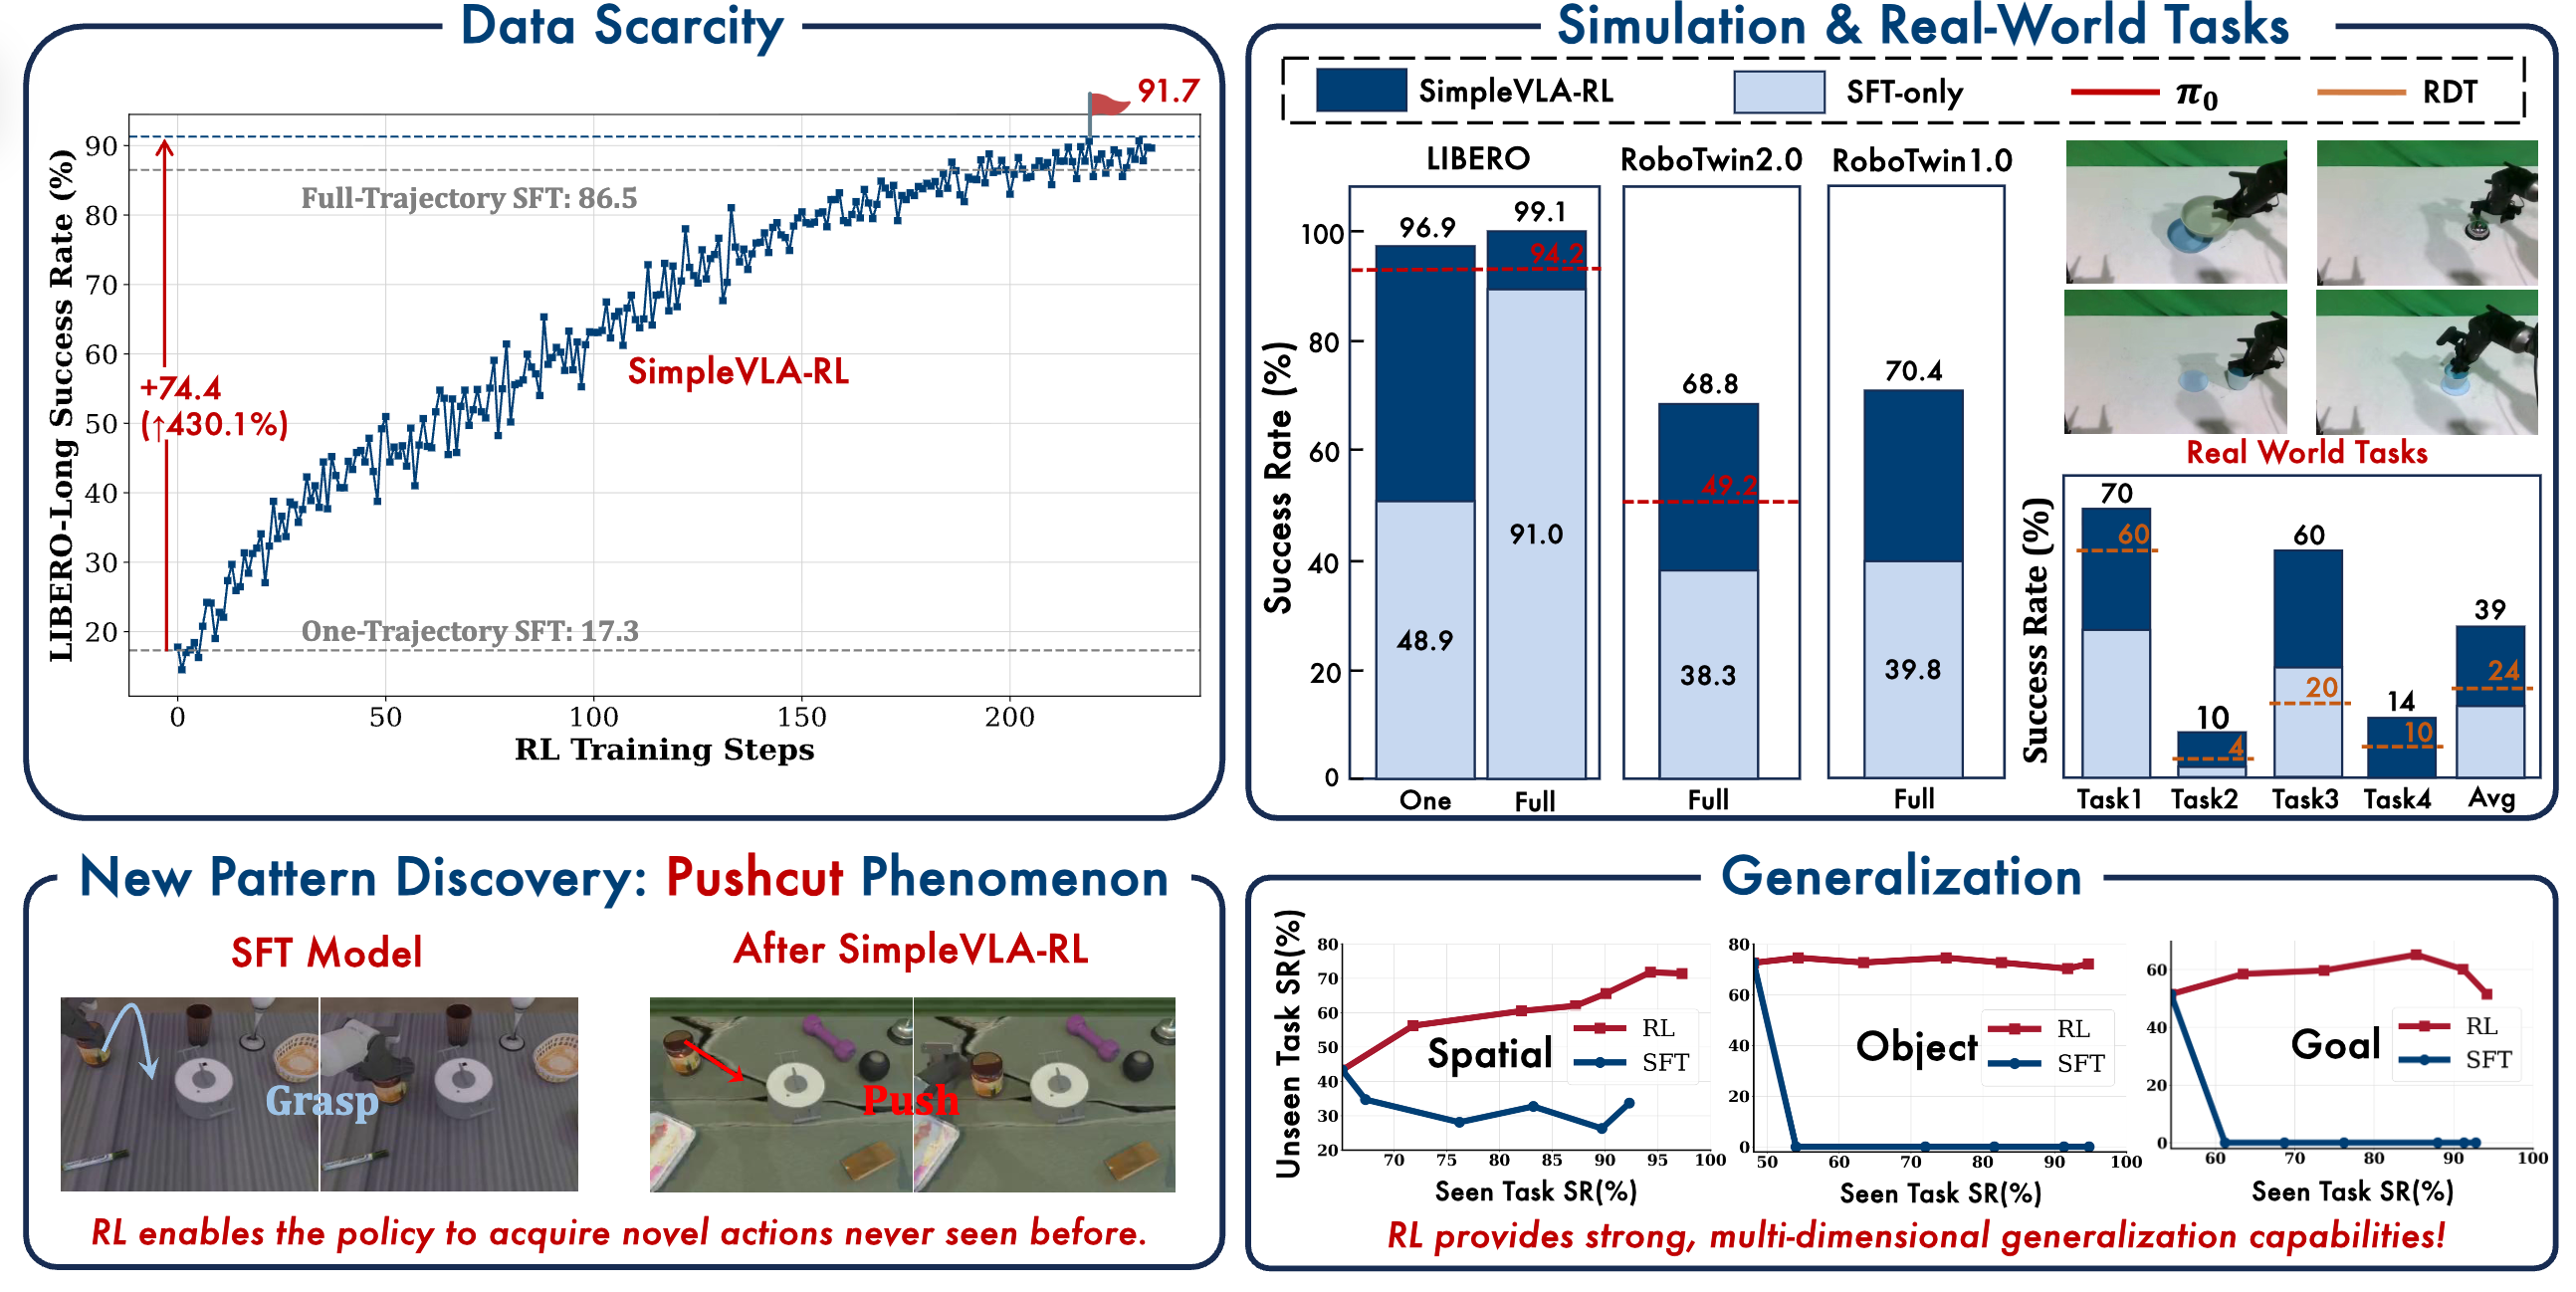 Data Scarcity
91.7
90
80
70
60
50
40
30
20
LIBERO-Long Success Rate (%)
Full-Trajectory SFT: 86.5
+74.4
(↑430.1%)
SimpleVLA-RL
One-Trajectory SFT: 17.3
0 50 100 150 200
RL Training Steps
Simulation & Real-World Tasks
SimpleVLA-RL SFT-only π₀ RDT
LIBERO RoboTwin2.0 RoboTwin1.0
Success Rate (%)
100
80
60
40
20
0
96.9
48.9
99.1
94.2
91.0
68.8
49.2
38.3
70.4
39.8
One Full Full Full
Real World Tasks
Success Rate (%)
70
60
10
4
60
20
14
10
39
24
Task1 Task2 Task3 Task4 Avg
New Pattern Discovery: Pushcut Phenomenon
SFT Model
After SimpleVLA-RL
Grasp
Push
RL enables the policy to acquire novel actions never seen before.
Generalization
Unseen Task SR(%)
80
70
60
50
40
30
20
Spatial
RL
SFT
70 75 80 85 90 95 100
Seen Task SR(%)
80
60
40
20
0
Object
RL
SFT
50 60 70 80 90 100
Seen Task SR(%)
60
40
20
0
Goal
RL
SFT
60 70 80 90 100
Seen Task SR(%)
RL provides strong, multi-dimensional generalization capabilities!